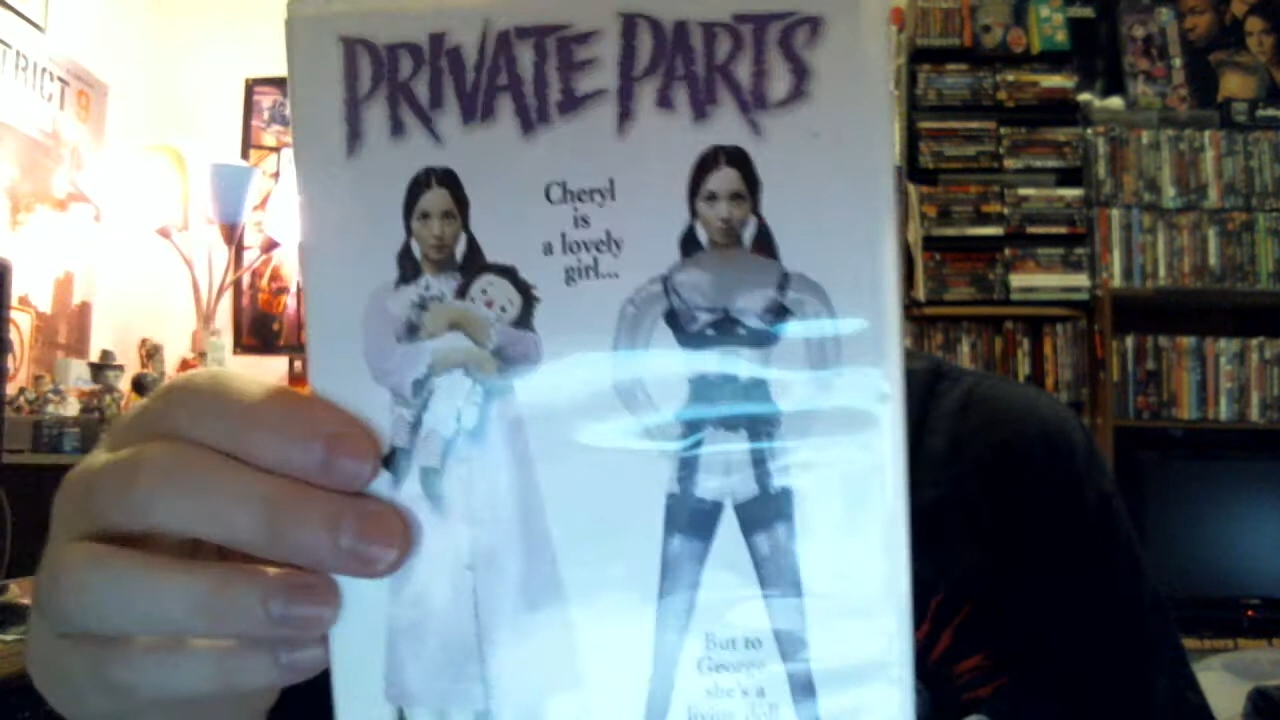 TRICT 9
PRIVATE PARTS
Cheryl
is
a lovely
girl...
But to
George
she's a
living doll